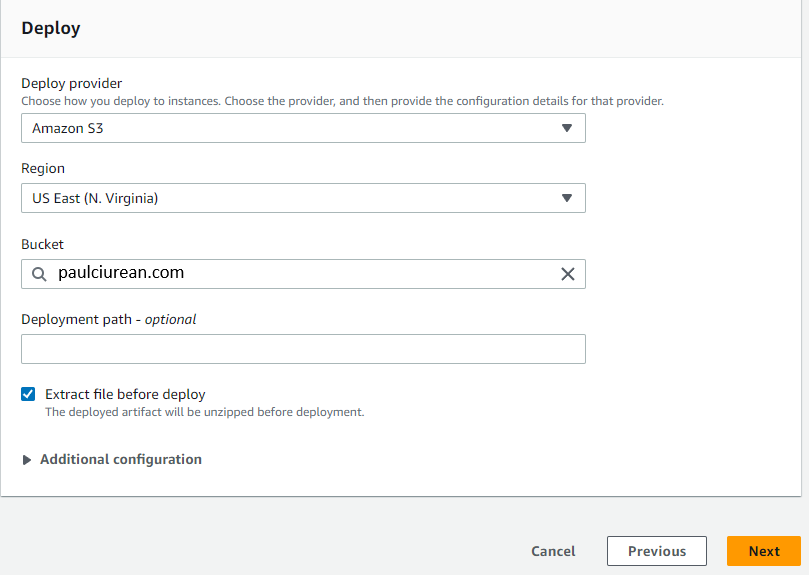 Deploy
Deploy provider
Choose how you deploy to instances. Choose the provider, and then provide the configuration details for that provider.
Amazon S3
Region
US East (N. Virginia)
Bucket
paulciurean.com
Deployment path - optional
Extract file before deploy
The deployed artifact will be unzipped before deployment.
Additional configuration
Cancel
Previous
Next